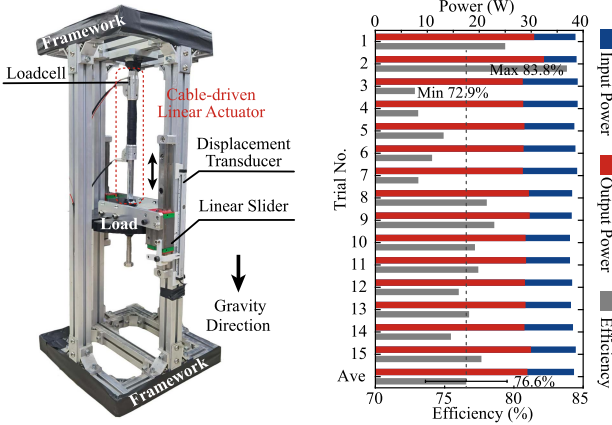 Framework
Loadcell
Cable-driven
Linear Actuator
Displacement
Transducer
Linear Slider
Load
Gravity
Direction
Framework
Power (W)
0 10 20 30 40
Trial No.
1
2
Max 83.8%
3
Min 72.9%
4
5
6
7
8
9
10
11
12
13
14
15
Ave
76.6%
70 75 80 85
Efficiency (%)
Input Power
Output Power
Efficiency